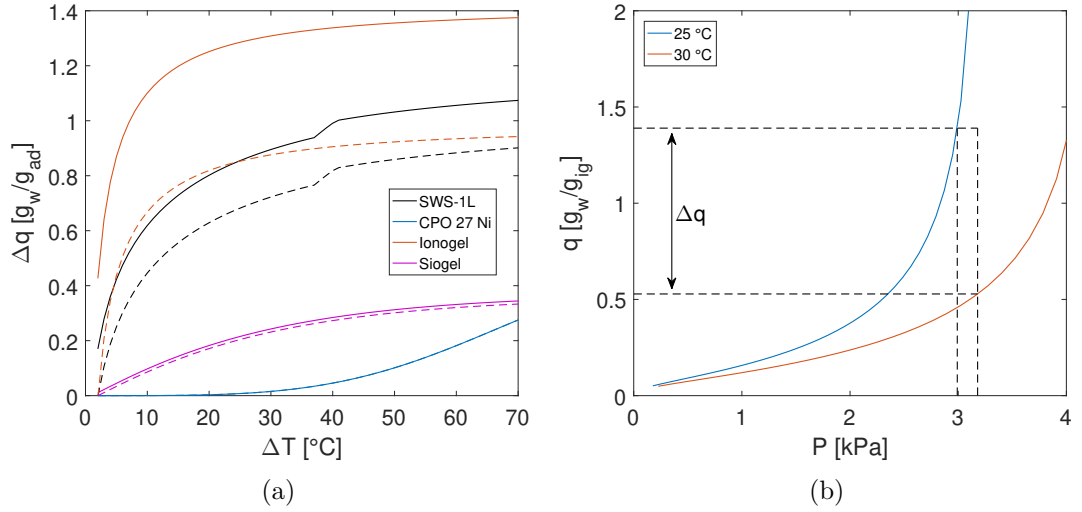 1.4
1.2
1
0.8
0.6
0.4
0.2
0
Δq [g_w/g_ad]
SWS-1L
CPO 27 Ni
Ionogel
Siogel
0 10 20 30 40 50 60 70
ΔT [°C]
(a)
2
1.5
1
0.5
0
q [g_w/g_ig]
25 °C
30 °C
Δq
0 1 2 3 4
P [kPa]
(b)